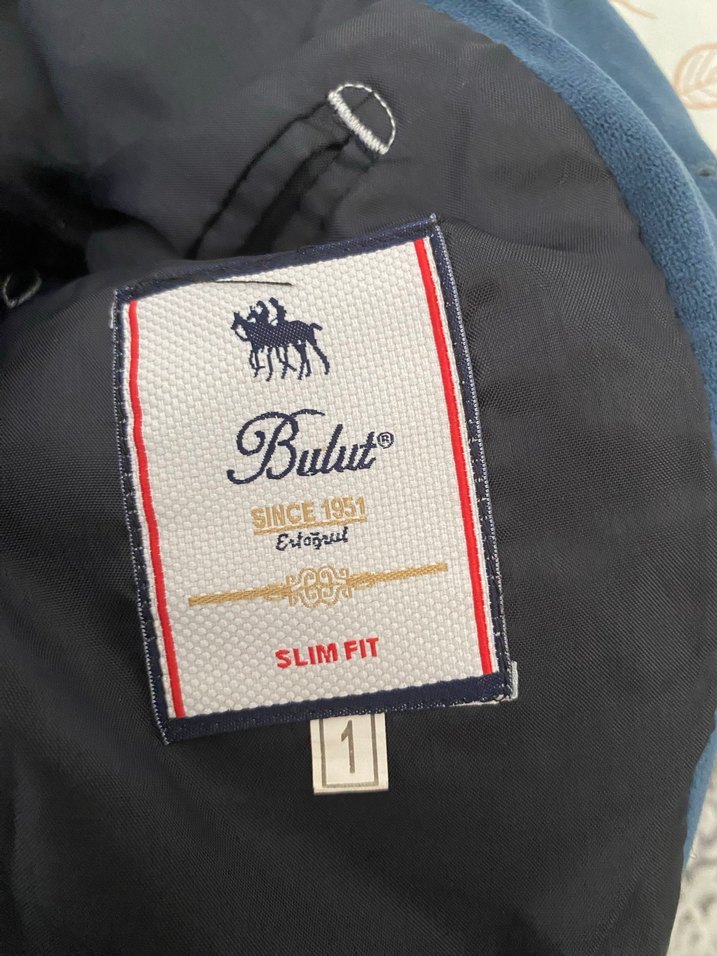 Bulut®
SINCE 1951
Ertoğrul
SLIM FIT
1